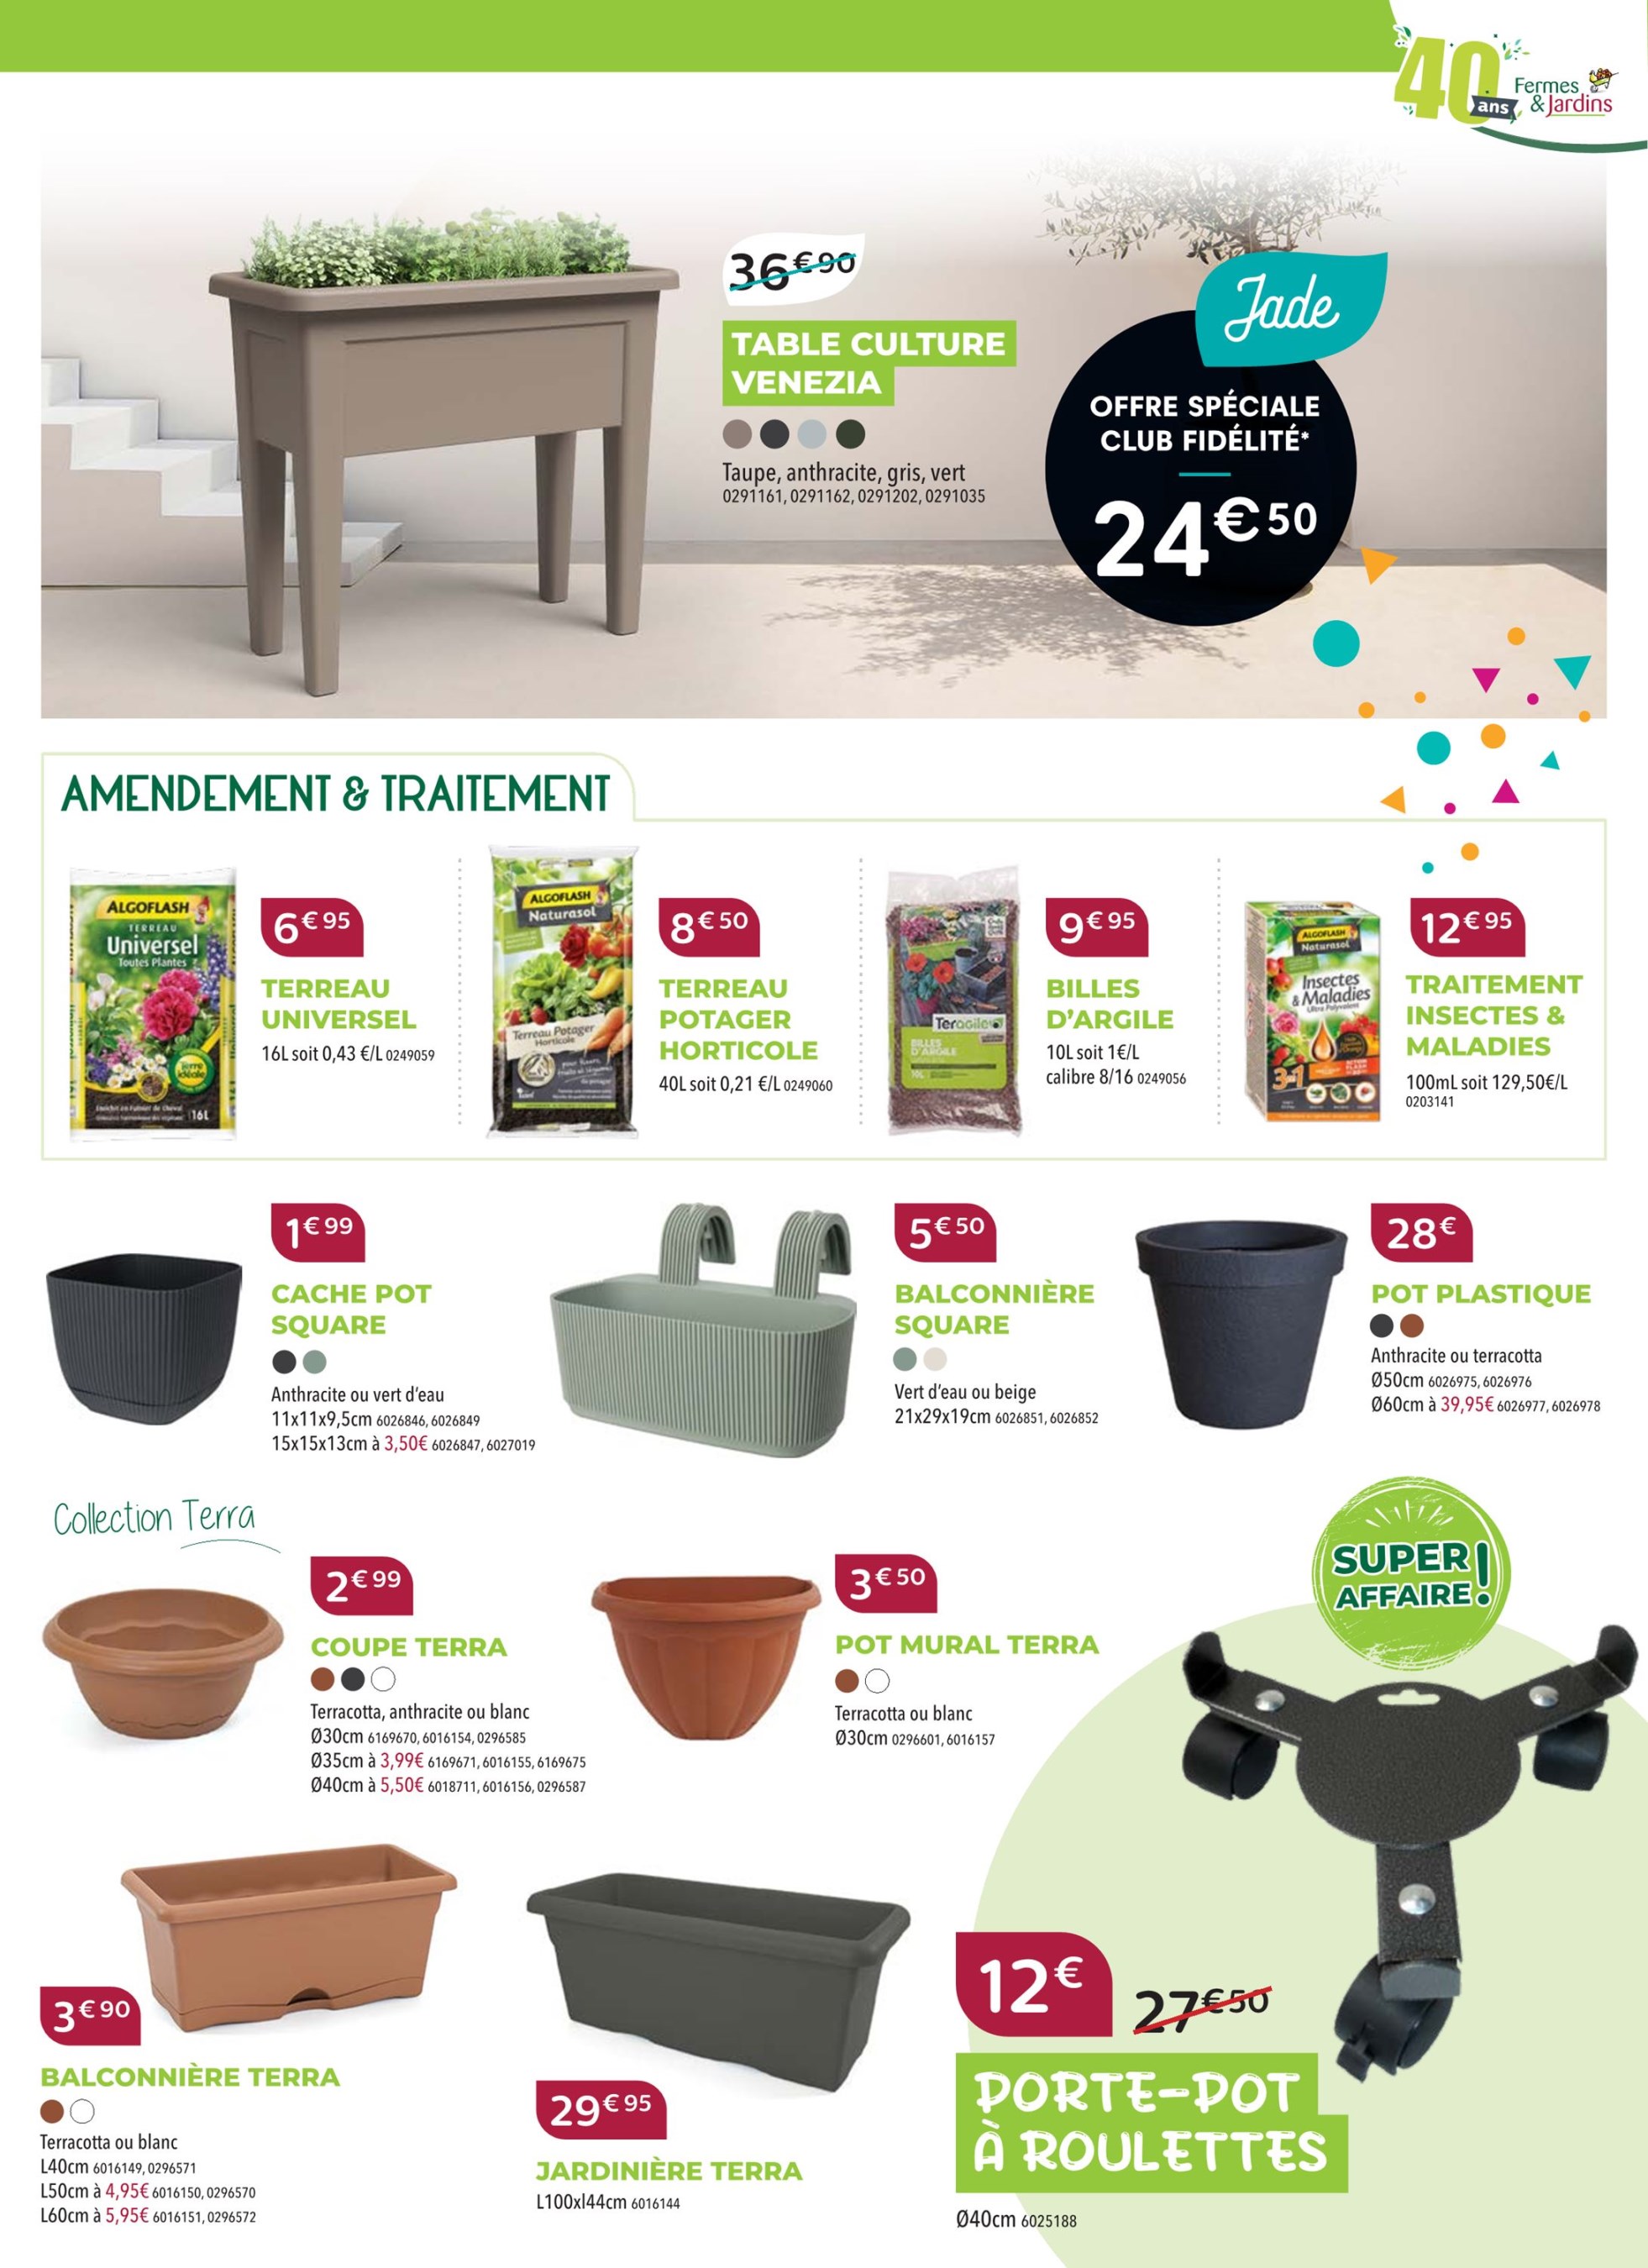 40 ans
Fermes
& Jardins
36€90
TABLE CULTURE
VENEZIA
Taupe, anthracite, gris, vert
0291161, 0291162, 0291202, 0291035
Jade
OFFRE SPÉCIALE
CLUB FIDÉLITÉ*
24€50
AMENDEMENT & TRAITEMENT
ALGOFLASH
TERREAU
Universel
Toutes Plantes
terre
idéale
16L
6€95
TERREAU
UNIVERSEL
16L soit 0,43 €/L 0249059
ALGOFLASH
Naturasol
Terreau Potager
Horticole
8€50
TERREAU
POTAGER
HORTICOLE
40L soit 0,21 €/L 0249060
Teragile
BILLES
D'ARGILE
10L
9€95
BILLES
D'ARGILE
10L soit 1€/L
calibre 8/16 0249056
ALGOFLASH
Naturasol
Insectes
& Maladies
Ultra Polyvalent
3en1
12€95
TRAITEMENT
INSECTES &
MALADIES
100mL soit 129,50€/L
0203141
1€99
CACHE POT
SQUARE
Anthracite ou vert d'eau
11x11x9,5cm 6026846, 6026849
15x15x13cm à 3,50€ 6026847, 6027019
5€50
BALCONNIÈRE
SQUARE
Vert d'eau ou beige
21x29x19cm 6026851, 6026852
28€
POT PLASTIQUE
Anthracite ou terracotta
Ø50cm 6026975, 6026976
Ø60cm à 39,95€ 6026977, 6026978
Collection Terra
2€99
COUPE TERRA
Terracotta, anthracite ou blanc
Ø30cm 6169670, 6016154, 0296585
Ø35cm à 3,99€ 6169671, 6016155, 6169675
Ø40cm à 5,50€ 6018711, 6016156, 0296587
3€50
POT MURAL TERRA
Terracotta ou blanc
Ø30cm 0296601, 6016157
SUPER
AFFAIRE !
3€90
BALCONNIÈRE TERRA
Terracotta ou blanc
L40cm 6016149, 0296571
L50cm à 4,95€ 6016150, 0296570
L60cm à 5,95€ 6016151, 0296572
29€95
JARDINIÈRE TERRA
L100xl44cm 6016144
12€
27€50
PORTE-POT
À ROULETTES
Ø40cm 6025188